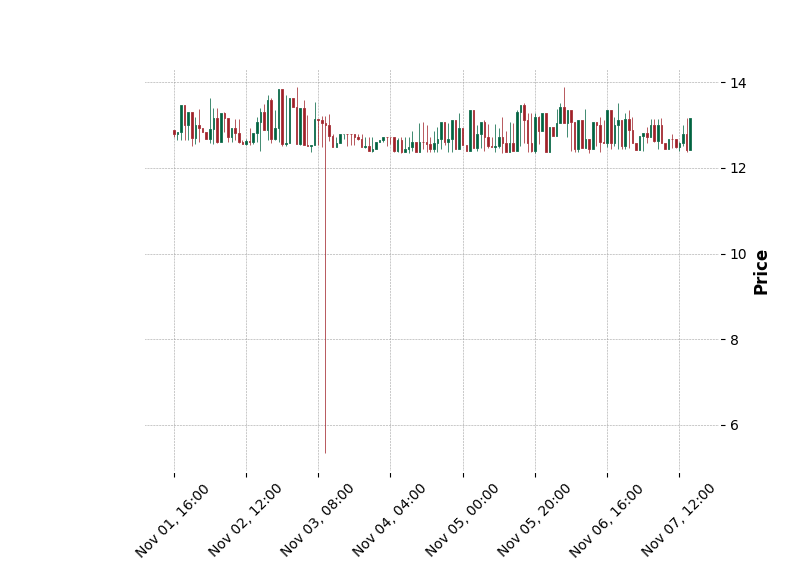 14
12
10
8
6
Price
Nov 01, 16:00
Nov 02, 12:00
Nov 03, 08:00
Nov 04, 04:00
Nov 05, 00:00
Nov 05, 20:00
Nov 06, 16:00
Nov 07, 12:00